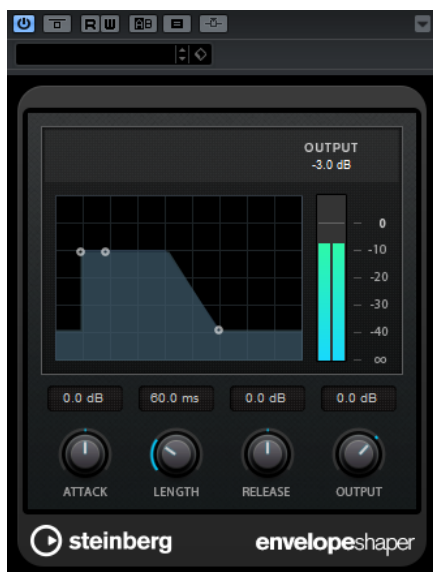 R W AB
OUTPUT
-3.0 dB
0
-10
-20
-30
-40
∞
0.0 dB 60.0 ms 0.0 dB 0.0 dB
ATTACK LENGTH RELEASE OUTPUT
steinberg envelopeshaper